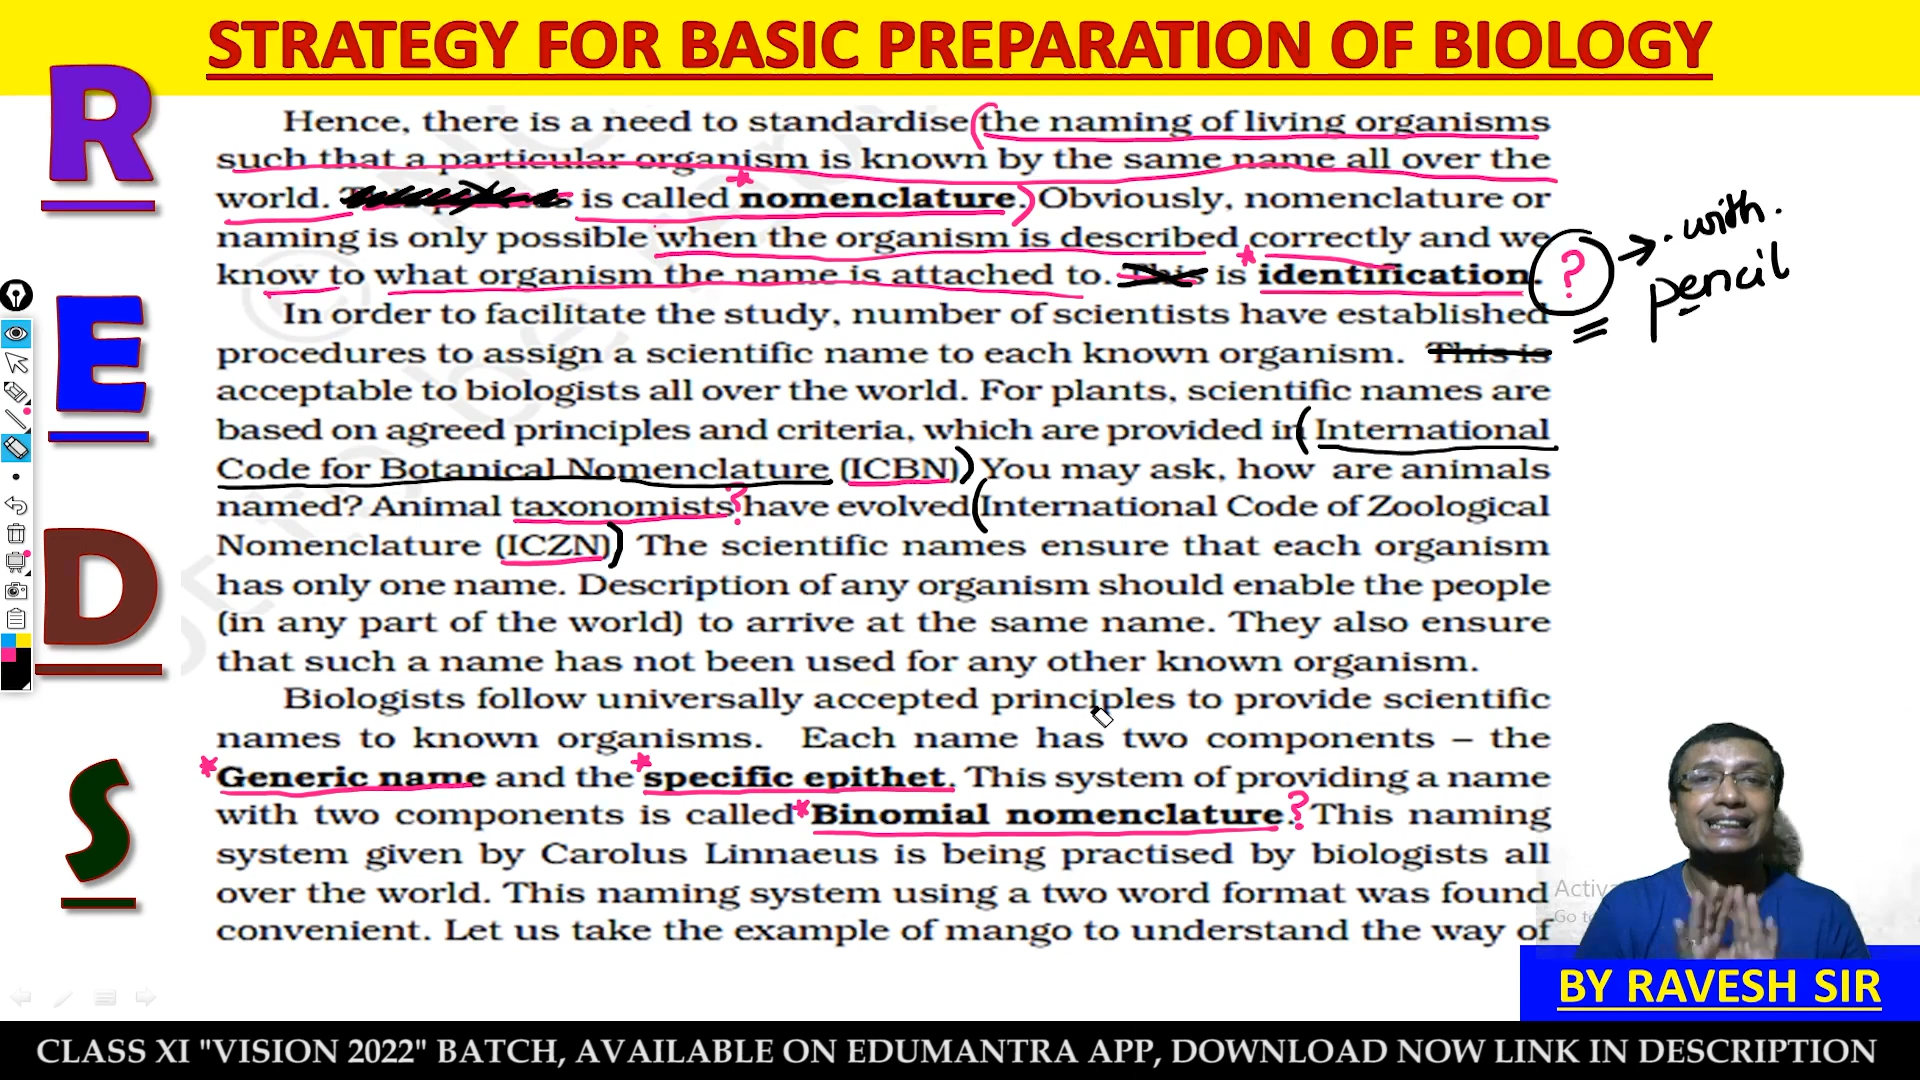 STRATEGY FOR BASIC PREPARATION OF BIOLOGY
R
E
D
S
Hence, there is a need to standardise the naming of living organisms
such that a particular organism is known by the same name all over the
world. is called nomenclature. Obviously, nomenclature or
naming is only possible when the organism is described correctly and we
know to what organism the name is attached to. This is identification.
? → with.
pencil
In order to facilitate the study, number of scientists have established
procedures to assign a scientific name to each known organism. This is
acceptable to biologists all over the world. For plants, scientific names are
based on agreed principles and criteria, which are provided in International
Code for Botanical Nomenclature (ICBN) You may ask, how are animals
named? Animal taxonomists? have evolved International Code of Zoological
Nomenclature (ICZN) The scientific names ensure that each organism
has only one name. Description of any organism should enable the people
(in any part of the world) to arrive at the same name. They also ensure
that such a name has not been used for any other known organism.
Biologists follow universally accepted principles to provide scientific
names to known organisms. Each name has two components – the
*Generic name and the *specific epithet. This system of providing a name
with two components is called *Binomial nomenclature.? This naming
system given by Carolus Linnaeus is being practised by biologists all
over the world. This naming system using a two word format was found
convenient. Let us take the example of mango to understand the way of
Go to
BY RAVESH SIR
CLASS XI "VISION 2022" BATCH, AVAILABLE ON EDUMANTRA APP, DOWNLOAD NOW LINK IN DESCRIPTION